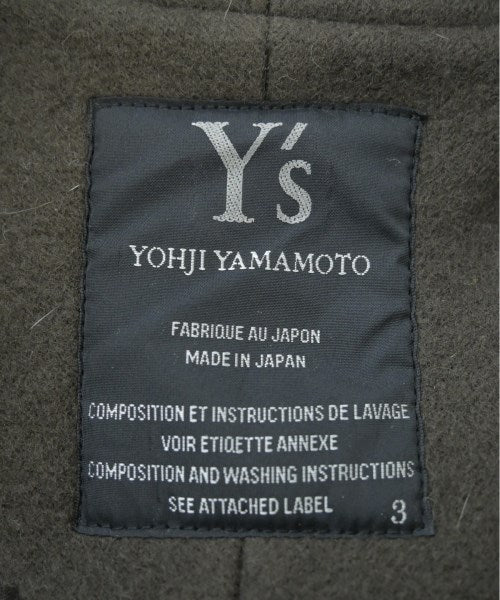 Y's
YOHJI YAMAMOTO
FABRIQUE AU JAPON
MADE IN JAPAN
COMPOSITION ET INSTRUCTIONS DE LAVAGE
VOIR ETIQETTE ANNEXE
COMPOSITION AND WASHING INSTRUCTIONS
SEE ATTACHED LABEL 3